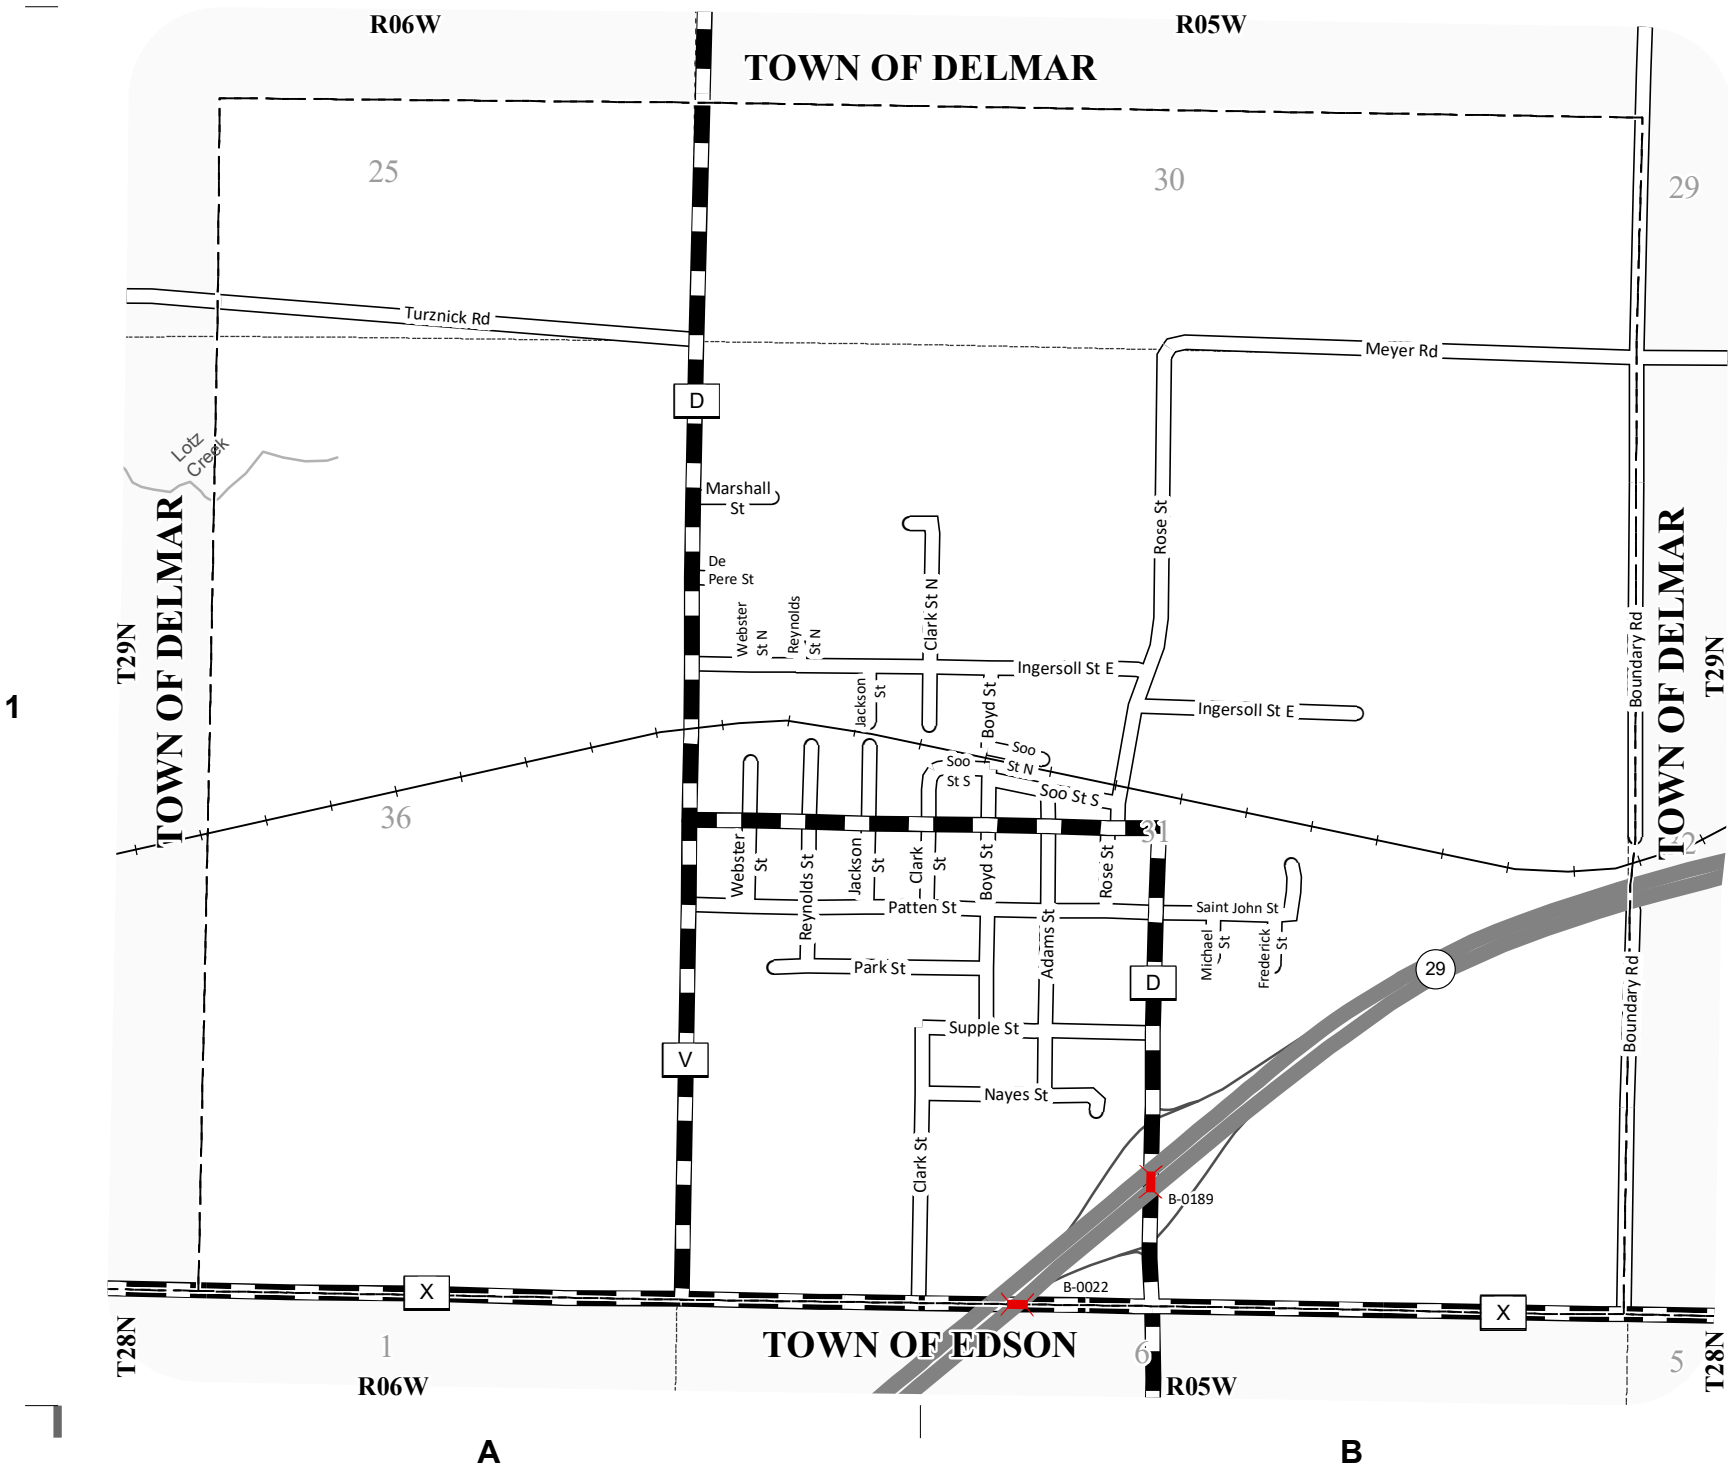 R06W
R05W
TOWN OF DELMAR
25
30
29
Turznick Rd
Meyer Rd
D
Lotz
Creek
Marshall
St
Rose St
De
Pere St
Clark St N
Webster
St N
Reynolds
St N
TOWN OF DELMAR
TOWN OF DELMAR
T29N
T29N
Boundary Rd
Ingersoll St E
Jackson
St
Boyd St
Ingersoll St E
1
Soo
St N
Soo
St S
Soo St S
36
31
Webster
St
Reynolds St
Jackson
St
Clark
St
Boyd St
Rose St
Patten St
Adams St
Saint John St
Michael
St
Frederick
St
Park St
29
D
Boundary Rd
Supple St
V
Nayes St
Clark St
B-0189
B-0022
X
X
T28N
T28N
1
TOWN OF EDSON
6
5
R06W
R05W
A
B